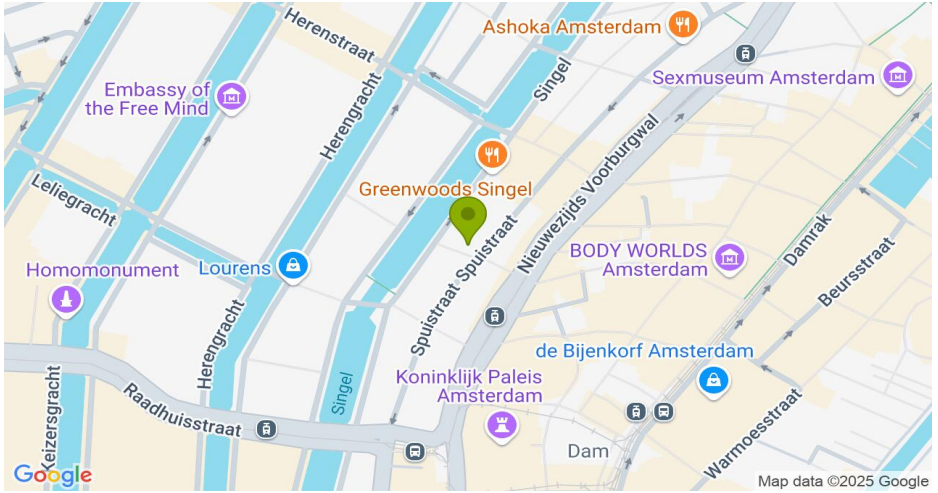 Herenstraat
Ashoka Amsterdam
Singel
Sexmuseum Amsterdam
Embassy of
the Free Mind
Herengracht
Nieuwezijds Voorburgwal
Leliegracht
Greenwoods Singel
Spuistraat
Spuistraat
BODY WORLDS
Amsterdam
Damrak
Beursstraat
Homomonument
Lourens
Herengracht
Singel
de Bijenkorf Amsterdam
Koninklijk Paleis
Amsterdam
Keizersgracht
Raadhuisstraat
Dam
Warmoesstraat
Google
Map data ©2025 Google